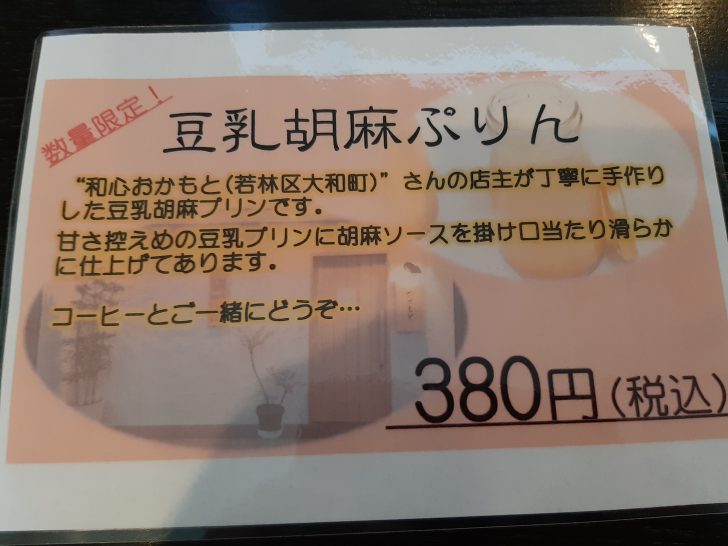 数量限定！
豆乳胡麻ぷりん
“和心おかもと(若林区大和町)”さんの店主が丁寧に手作り
した豆乳胡麻プリンです。
甘さ控えめの豆乳プリンに胡麻ソースを掛け口当たり滑らか
に仕上げてあります。
コーヒーとご一緒にどうぞ…
380円(税込)